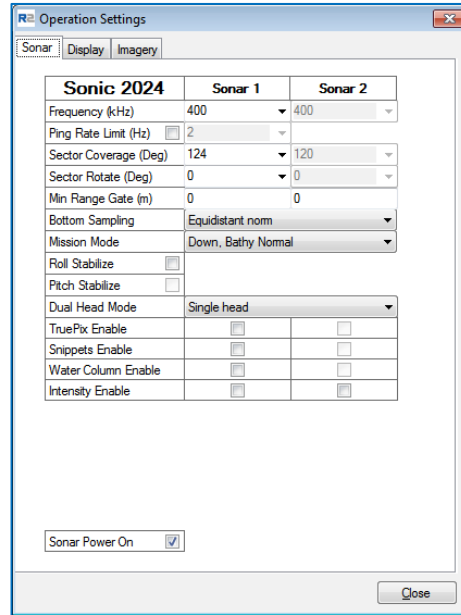 R2 Operation Settings
Sonar Display Imagery
Sonic 2024 Sonar 1 Sonar 2
Frequency (kHz) 400 400
Ping Rate Limit (Hz) 2
Sector Coverage (Deg) 124 120
Sector Rotate (Deg) 0 0
Min Range Gate (m) 0 0
Bottom Sampling Equidistant norm
Mission Mode Down, Bathy Normal
Roll Stabilize
Pitch Stabilize
Dual Head Mode Single head
TruePix Enable
Snippets Enable
Water Column Enable
Intensity Enable
Sonar Power On
Close